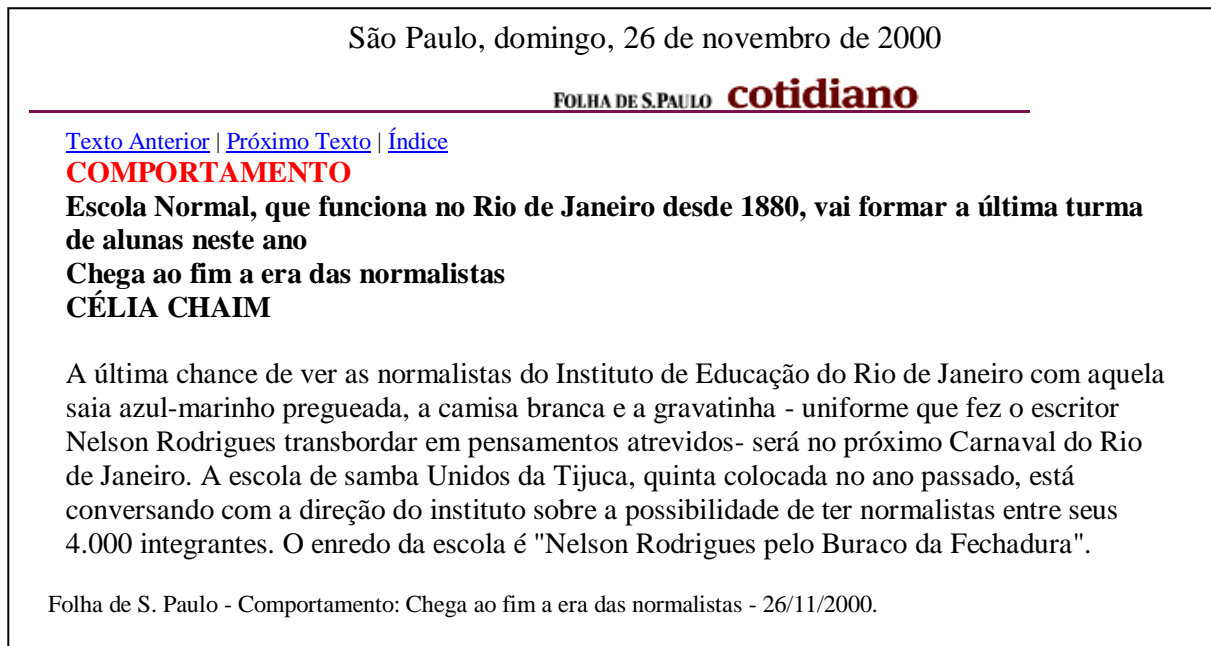 São Paulo, domingo, 26 de novembro de 2000
FOLHA DE S.PAULO cotidiano
Texto Anterior | Próximo Texto | Índice
COMPORTAMENTO
Escola Normal, que funciona no Rio de Janeiro desde 1880, vai formar a última turma
de alunas neste ano
Chega ao fim a era das normalistas
CÉLIA CHAIM
A última chance de ver as normalistas do Instituto de Educação do Rio de Janeiro com aquela
saia azul-marinho pregueada, a camisa branca e a gravatinha - uniforme que fez o escritor
Nelson Rodrigues transbordar em pensamentos atrevidos- será no próximo Carnaval do Rio
de Janeiro. A escola de samba Unidos da Tijuca, quinta colocada no ano passado, está
conversando com a direção do instituto sobre a possibilidade de ter normalistas entre seus
4.000 integrantes. O enredo da escola é "Nelson Rodrigues pelo Buraco da Fechadura".
Folha de S. Paulo - Comportamento: Chega ao fim a era das normalistas - 26/11/2000.